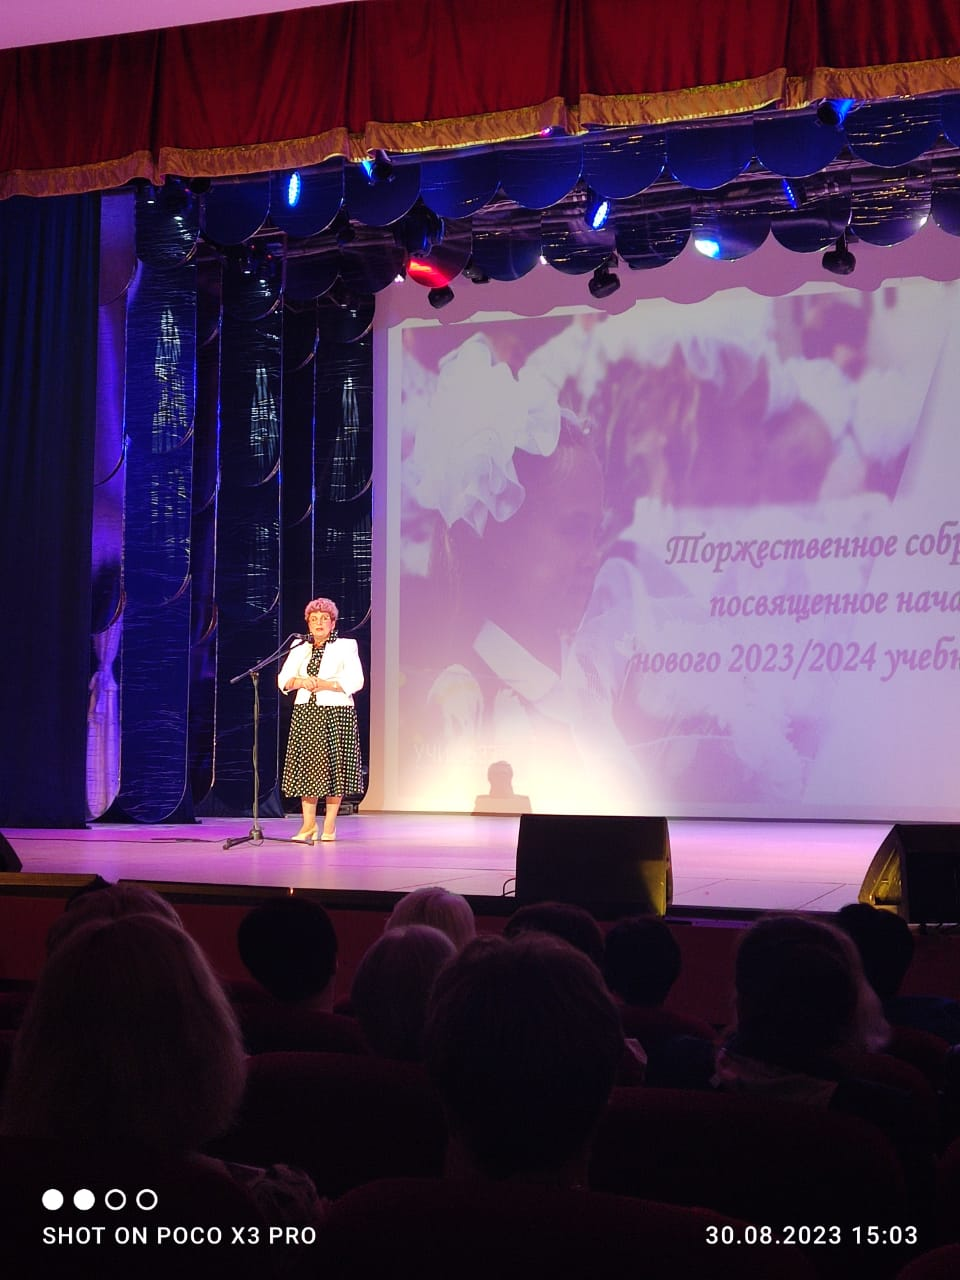 Торжественное собр
посвященное нача
нового 2023/2024 учебн
SHOT ON POCO X3 PRO
30.08.2023 15:03